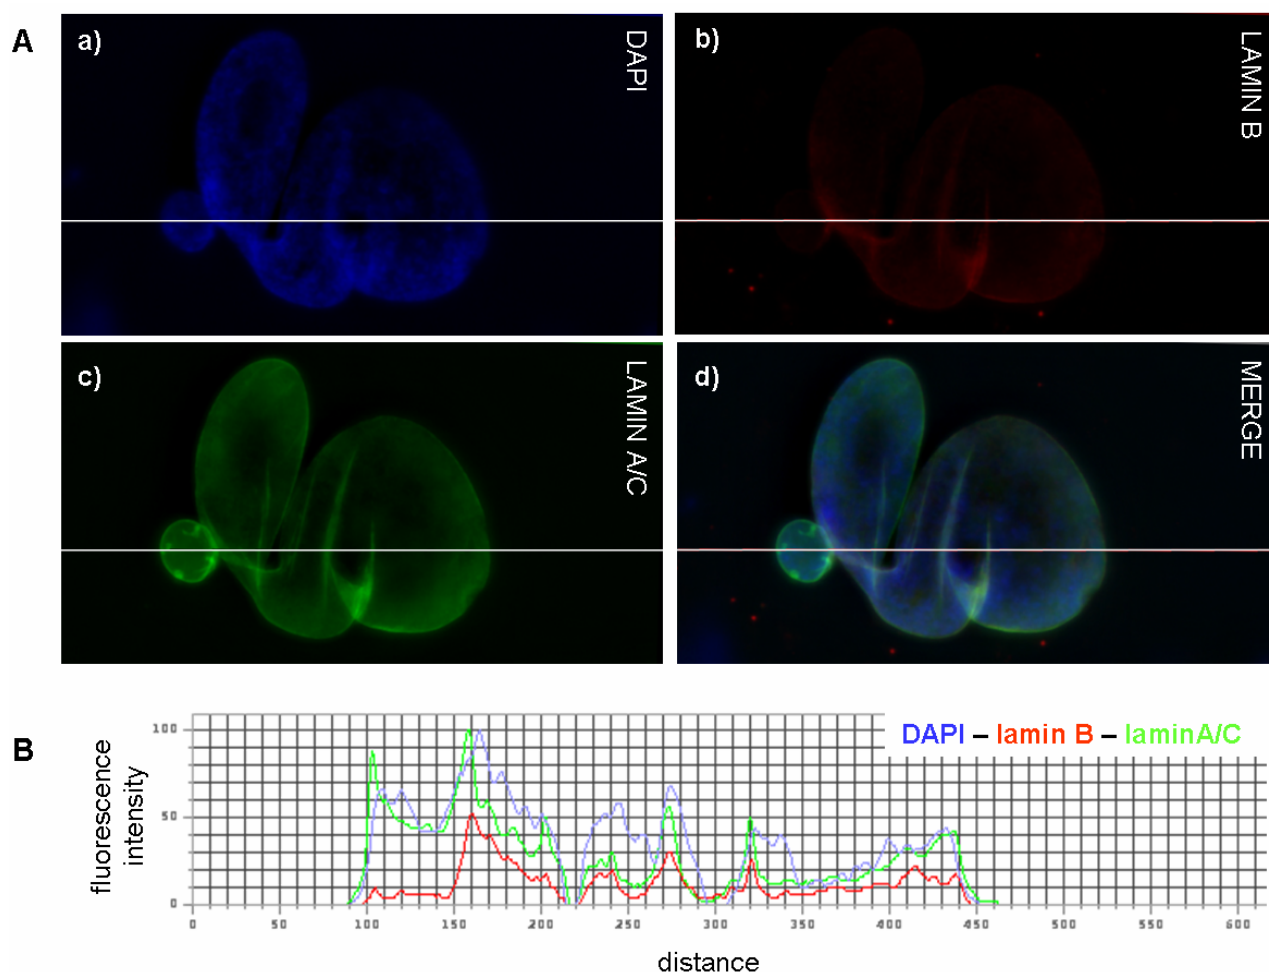 A
a)
DAPI
b)
LAMIN B
c)
LAMIN A/C
d)
MERGE
B
fluorescence
intensity
100
50
0
DAPI – lamin B – laminA/C
0 50 100 150 200 250 300 350 400 450 500 550 600
distance